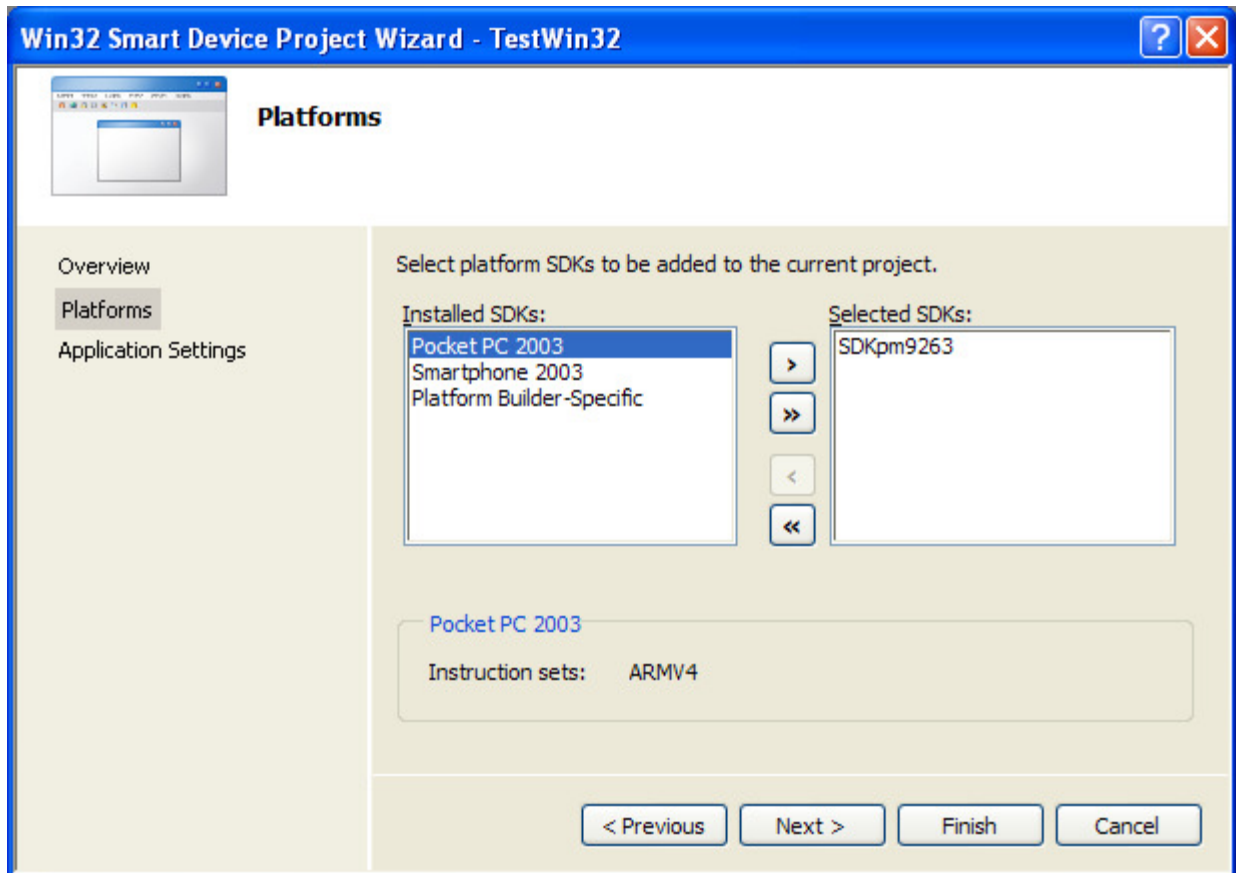 Win32 Smart Device Project Wizard - TestWin32
Platforms
Overview
Platforms
Application Settings
Select platform SDKs to be added to the current project.
Installed SDKs:
Pocket PC 2003
Smartphone 2003
Platform Builder-Specific
>
>>
<
<<
Selected SDKs:
SDKpm9263
Pocket PC 2003
Instruction sets: ARMV4
< Previous Next > Finish Cancel